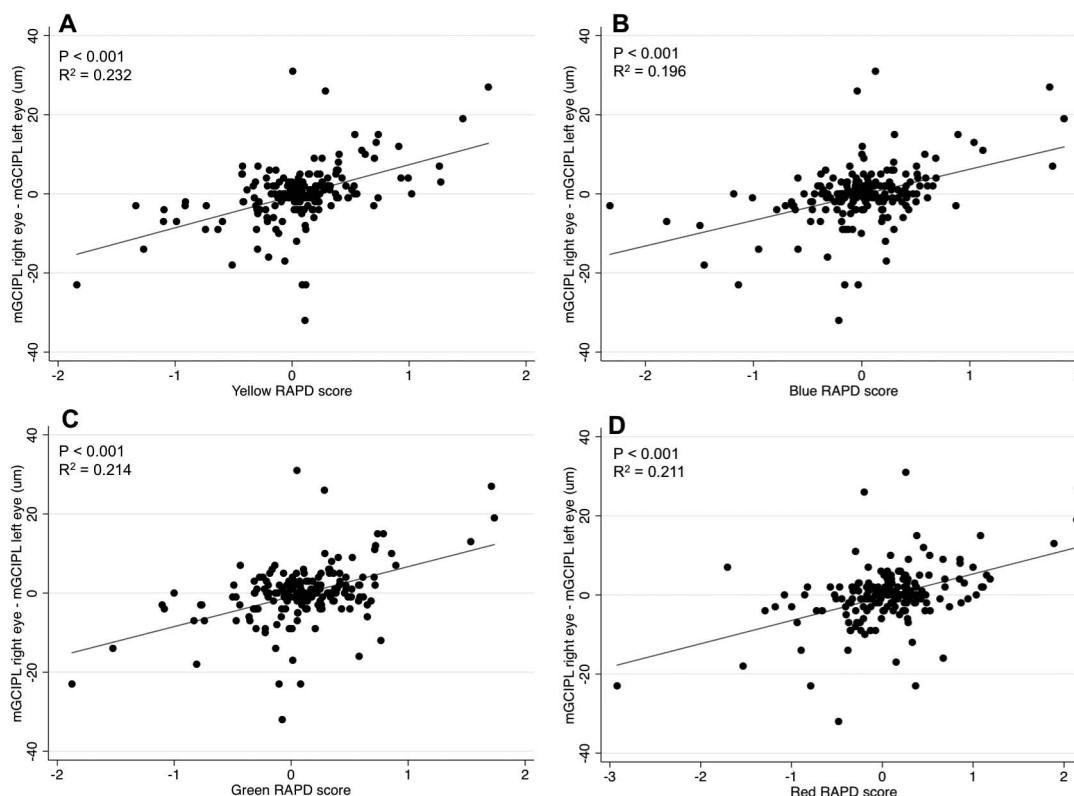 A
P < 0.001
R² = 0.232
mGCIPL right eye - mGCIPL left eye (um)
40
20
0
-20
-40
-2 -1 0 1 2
Yellow RAPD score
B
P < 0.001
R² = 0.196
mGCIPL right eye - mGCIPL left eye (um)
40
20
0
-20
-40
-2 -1 0 1
Blue RAPD score
C
P < 0.001
R² = 0.214
mGCIPL right eye - mGCIPL left eye (um)
40
20
0
-20
-40
-2 -1 0 1 2
Green RAPD score
D
P < 0.001
R² = 0.211
mGCIPL right eye - mGCIPL left eye (um)
40
20
0
-20
-40
-3 -2 -1 0 1 2
Red RAPD score